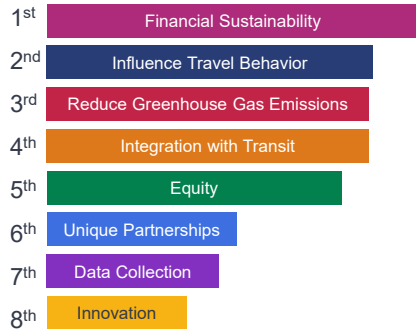 1st Financial Sustainability
2nd Influence Travel Behavior
3rd Reduce Greenhouse Gas Emissions
4th Integration with Transit
5th Equity
6th Unique Partnerships
7th Data Collection
8th Innovation